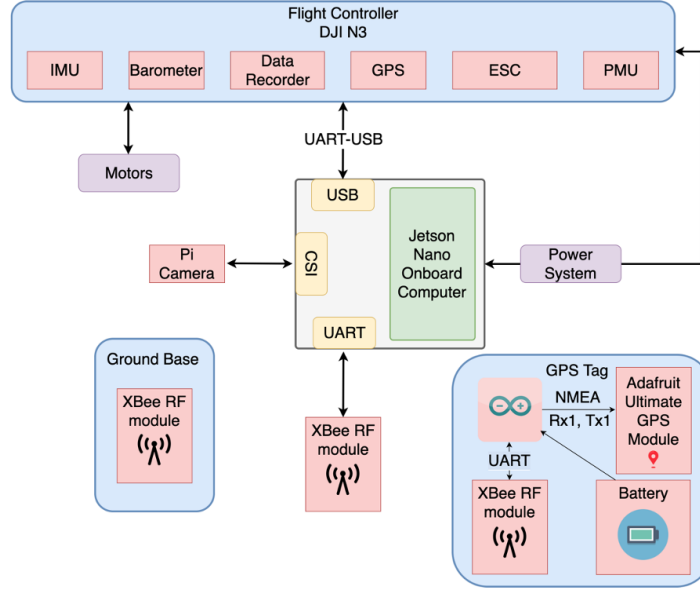 Flight Controller
DJI N3
IMU
Barometer
Data
Recorder
GPS
ESC
PMU
UART-USB
Motors
USB
Pi
Camera
CSI
Jetson
Nano
Onboard
Computer
Power
System
UART
Ground Base
XBee RF
module
XBee RF
module
GPS Tag
NMEA
Rx1, Tx1
Adafruit
Ultimate
GPS
Module
UART
XBee RF
module
Battery